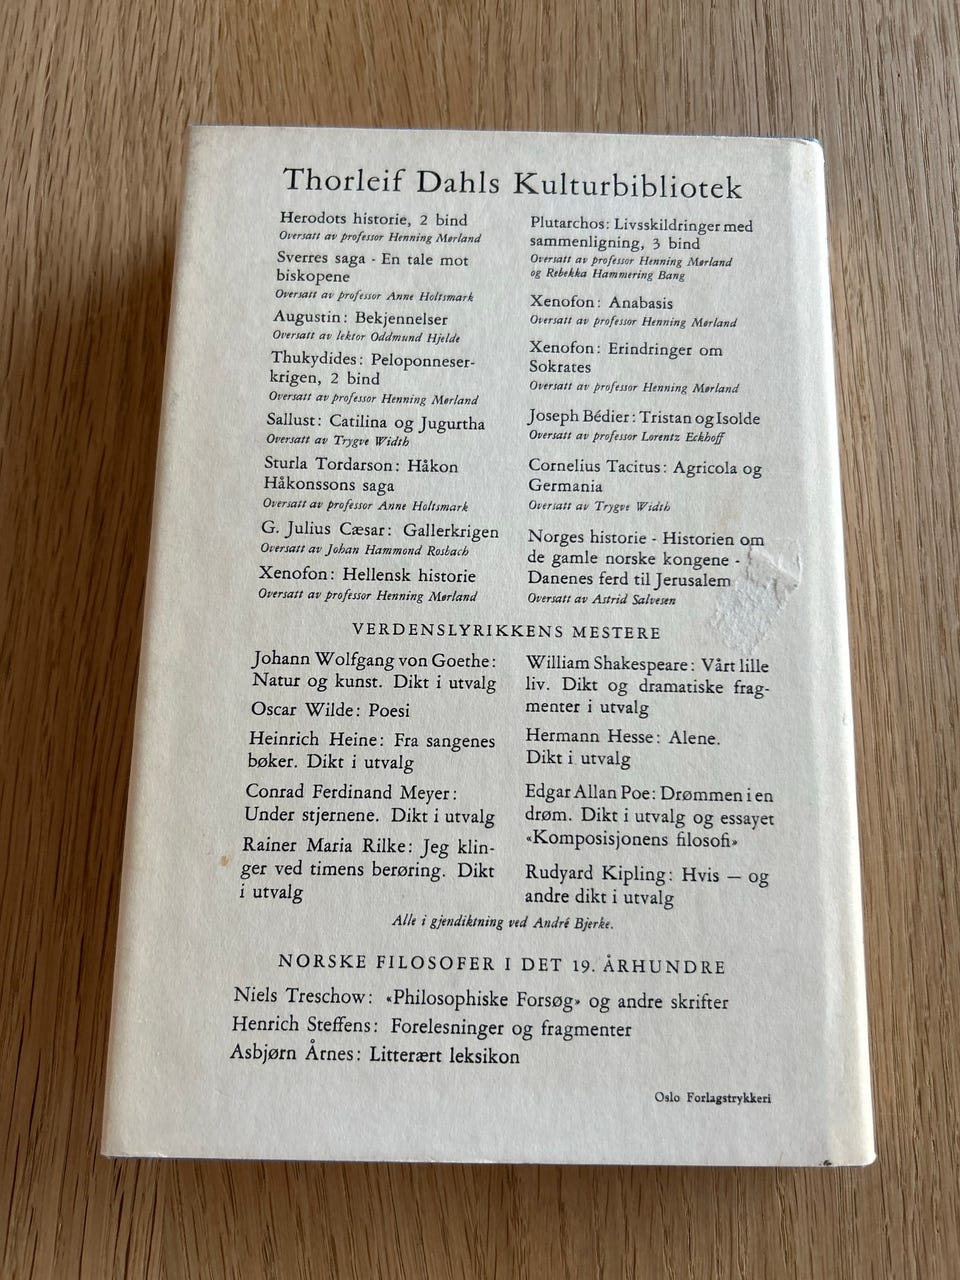 Thorleif Dahls Kulturbibliotek
Herodots historie, 2 bind
Oversatt av professor Henning Mørland
Sverres saga - En tale mot
biskopene
Oversatt av professor Anne Holtsmark
Augustin: Bekjennelser
Oversatt av lektor Oddmund Hjelde
Thukydides: Peloponneser-
krigen, 2 bind
Oversatt av professor Henning Mørland
Sallust: Catilina og Jugurtha
Oversatt av Trygve Width
Sturla Tordarson: Håkon
Håkonssons saga
Oversatt av professor Anne Holtsmark
G. Julius Cæsar: Gallerkrigen
Oversatt av Johan Hammond Rosbach
Xenofon: Hellensk historie
Oversatt av professor Henning Mørland
Plutarchos: Livsskildringer med
sammenligning, 3 bind
Oversatt av professor Henning Mørland
og Rebekka Hammering Bang
Xenofon: Anabasis
Oversatt av professor Henning Mørland
Xenofon: Erindringer om
Sokrates
Oversatt av professor Henning Mørland
Joseph Bédier: Tristan og Isolde
Oversatt av professor Lorentz Eckhoff
Cornelius Tacitus: Agricola og
Germania
Oversatt av Trygve Width
Norges historie - Historien om
de gamle norske kongene -
Danenes ferd til Jerusalem
Oversatt av Astrid Salvesen
VERDENSLYRIKKENS MESTERE
Johann Wolfgang von Goethe:
Natur og kunst. Dikt i utvalg
Oscar Wilde: Poesi
Heinrich Heine: Fra sangenes
bøker. Dikt i utvalg
Conrad Ferdinand Meyer:
Under stjernene. Dikt i utvalg
Rainer Maria Rilke: Jeg klin-
ger ved timens berøring. Dikt
i utvalg
William Shakespeare: Vårt lille
liv. Dikt og dramatiske frag-
menter i utvalg
Hermann Hesse: Alene.
Dikt i utvalg
Edgar Allan Poe: Drømmen i en
drøm. Dikt i utvalg og essayet
«Komposisjonens filosofi»
Rudyard Kipling: Hvis — og
andre dikt i utvalg
Alle i gjendiktning ved André Bjerke.
NORSKE FILOSOFER I DET 19. ÅRHUNDRE
Niels Treschow: «Philosophiske Forsøg» og andre skrifter
Henrich Steffens: Forelesninger og fragmenter
Asbjørn Årnes: Litterært leksikon
Oslo Forlagstrykkeri